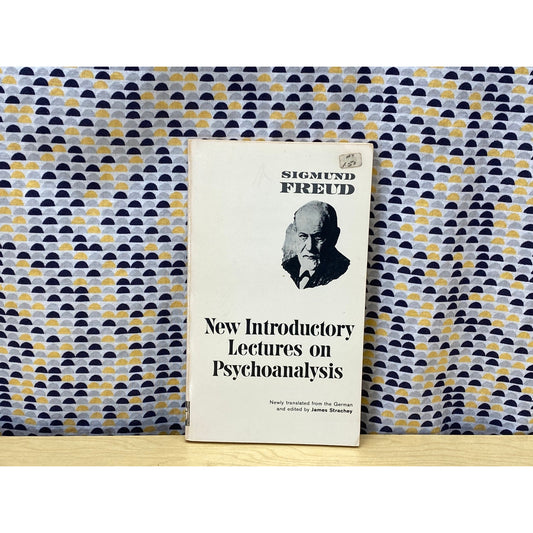 SIGMUND
FREUD
New Introductory
Lectures on
Psychoanalysis
Newly translated from the German
and edited by James Strachey